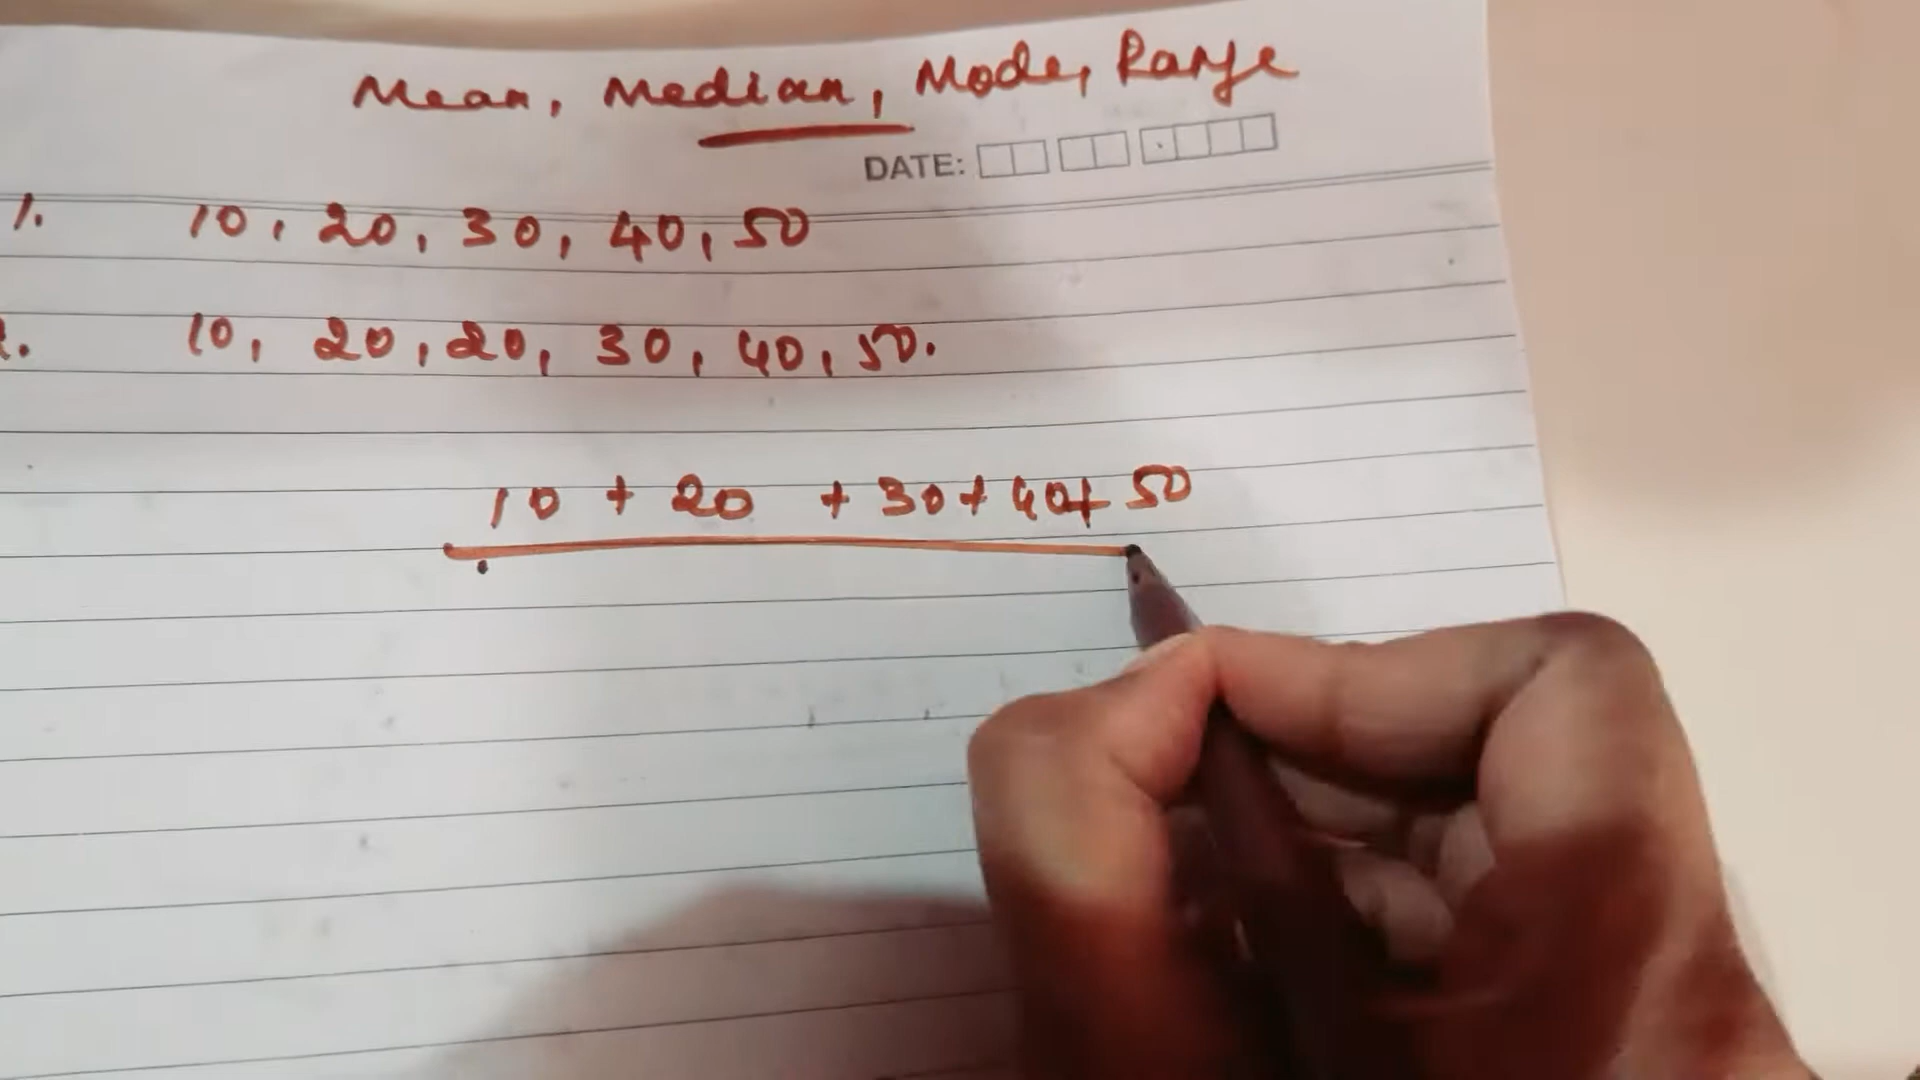 Mean, Median, Mode, Range
DATE:
1. 10, 20, 30, 40, 50
2. 10, 20, 20, 30, 40, 50.
10 + 20 + 30 + 40 + 50